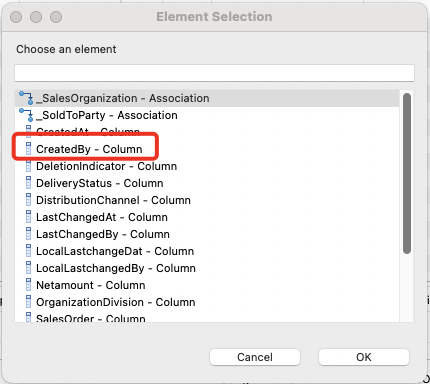 Element Selection
Choose an element
_SalesOrganization - Association
_SoldToParty - Association
CreatedAt - Column
CreatedBy - Column
DeletionIndicator - Column
DeliveryStatus - Column
DistributionChannel - Column
LastChangedAt - Column
LastChangedBy - Column
LocalLastchangeDat - Column
LocalLastchangedBy - Column
Netamount - Column
OrganizationDivision - Column
SalesOrder - Column
Cancel
OK